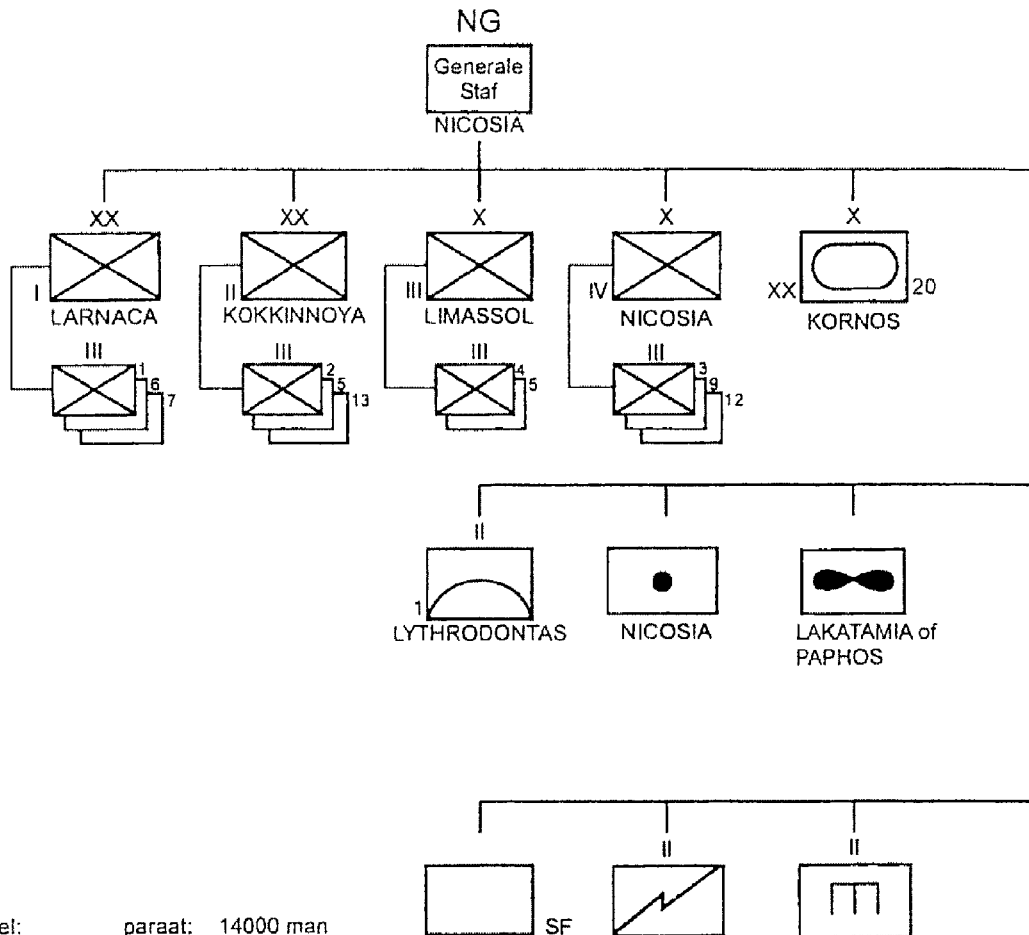 NG
Generale
Staf
NICOSIA
XX XX X X X
I II III IV XX 20
LARNACA KOKKINNOYA LIMASSOL NICOSIA KORNOS
III III III III
1 2 4 3
6 5 5 9
7 13 12
II
1
LYTHRODONTAS NICOSIA LAKATAMIA of
PAPHOS
II II
SF
el: paraat: 14000 man